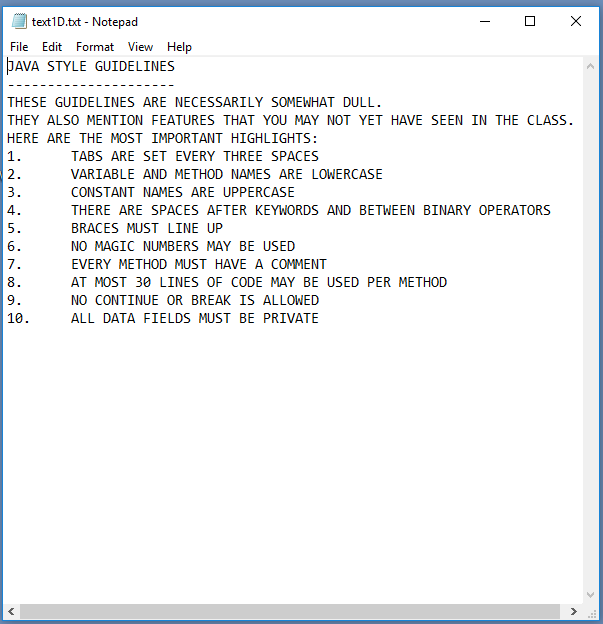 text1D.txt - Notepad
File Edit Format View Help
JAVA STYLE GUIDELINES
---------------------
THESE GUIDELINES ARE NECESSARILY SOMEWHAT DULL.
THEY ALSO MENTION FEATURES THAT YOU MAY NOT YET HAVE SEEN IN THE CLASS.
HERE ARE THE MOST IMPORTANT HIGHLIGHTS:
1. TABS ARE SET EVERY THREE SPACES
2. VARIABLE AND METHOD NAMES ARE LOWERCASE
3. CONSTANT NAMES ARE UPPERCASE
4. THERE ARE SPACES AFTER KEYWORDS AND BETWEEN BINARY OPERATORS
5. BRACES MUST LINE UP
6. NO MAGIC NUMBERS MAY BE USED
7. EVERY METHOD MUST HAVE A COMMENT
8. AT MOST 30 LINES OF CODE MAY BE USED PER METHOD
9. NO CONTINUE OR BREAK IS ALLOWED
10. ALL DATA FIELDS MUST BE PRIVATE